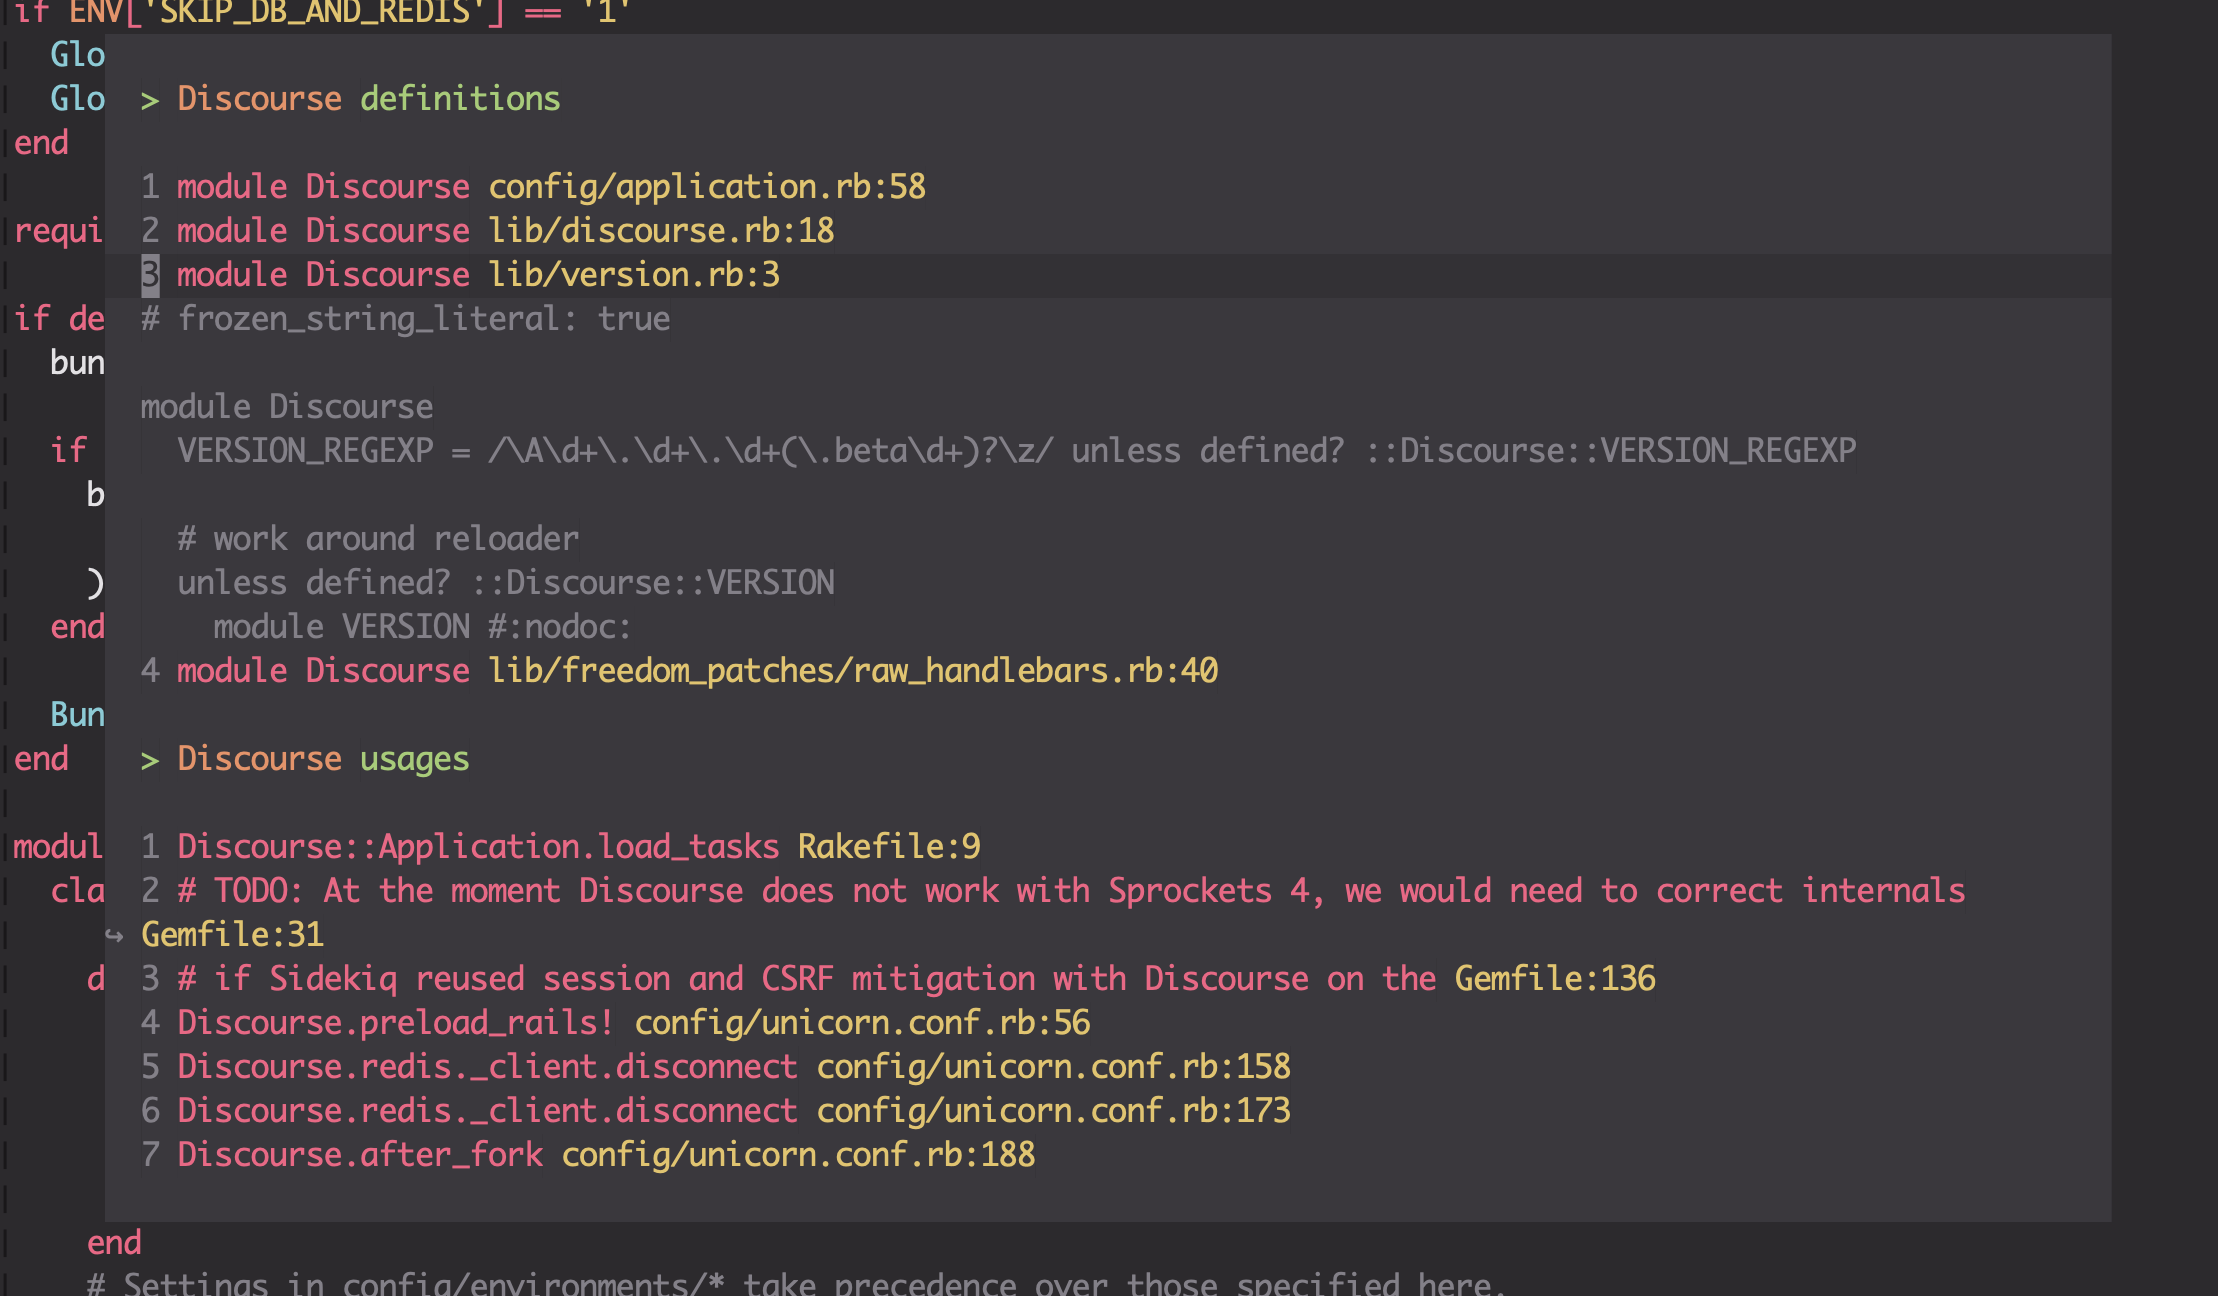 if ENV['SKIP_DB_AND_REDIS'] == '1'
Glo
Glo > Discourse definitions
end
1 module Discourse config/application.rb:58
requi 2 module Discourse lib/discourse.rb:18
3 module Discourse lib/version.rb:3
if de # frozen_string_literal: true
bun
module Discourse
if VERSION_REGEXP = /\A\d+\.\d+\.\d+(\.beta\d+)?\z/ unless defined? ::Discourse::VERSION_REGEXP
b
# work around reloader
) unless defined? ::Discourse::VERSION
end module VERSION #:nodoc:
4 module Discourse lib/freedom_patches/raw_handlebars.rb:40
Bun
end > Discourse usages
modul 1 Discourse::Application.load_tasks Rakefile:9
cla 2 # TODO: At the moment Discourse does not work with Sprockets 4, we would need to correct internals
↪ Gemfile:31
d 3 # if Sidekiq reused session and CSRF mitigation with Discourse on the Gemfile:136
4 Discourse.preload_rails! config/unicorn.conf.rb:56
5 Discourse.redis._client.disconnect config/unicorn.conf.rb:158
6 Discourse.redis._client.disconnect config/unicorn.conf.rb:173
7 Discourse.after_fork config/unicorn.conf.rb:188
end
# Settings in config/environments/* take precedence over those specified here.